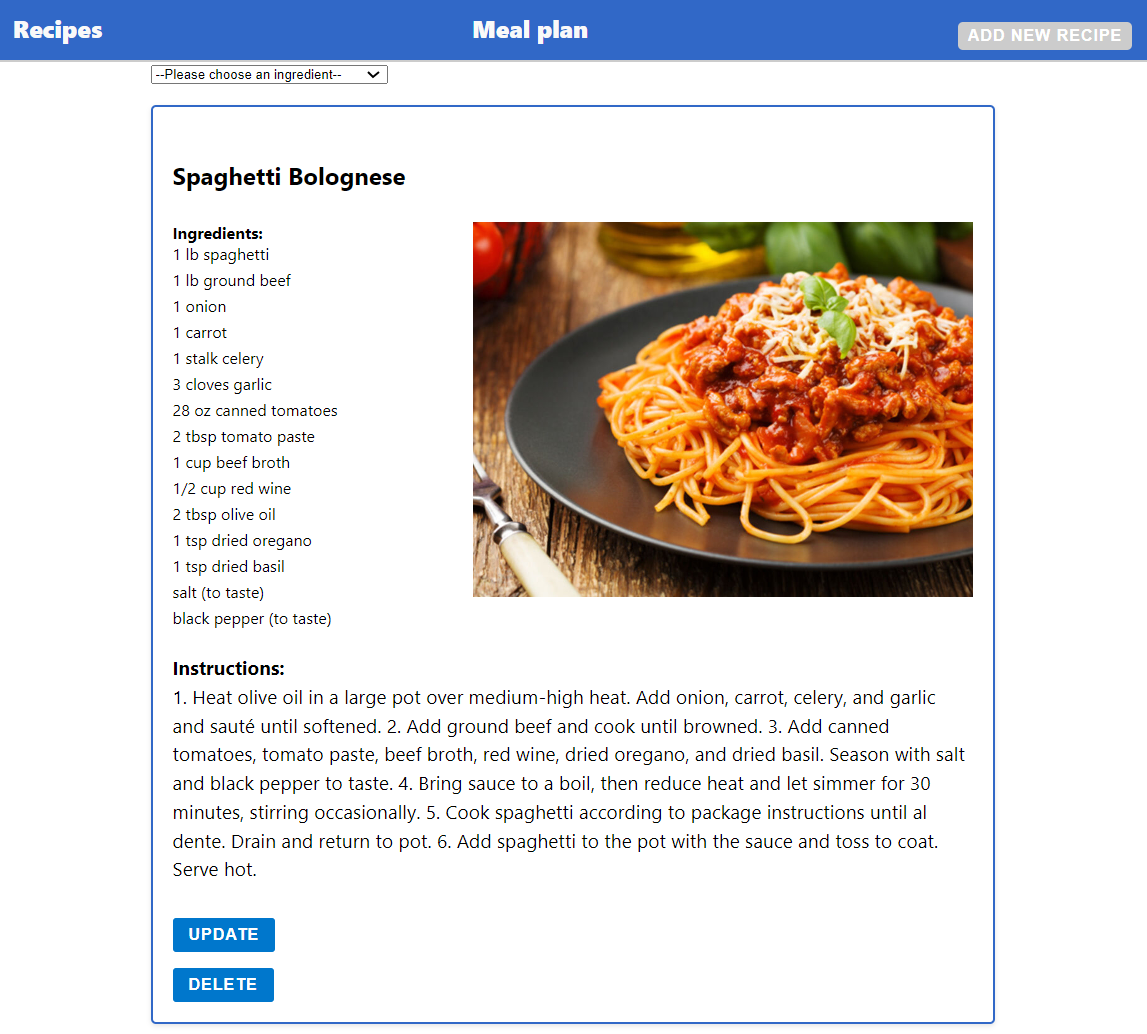 Recipes
Meal plan
ADD NEW RECIPE
--Please choose an ingredient--
Spaghetti Bolognese
Ingredients:
1 lb spaghetti
1 lb ground beef
1 onion
1 carrot
1 stalk celery
3 cloves garlic
28 oz canned tomatoes
2 tbsp tomato paste
1 cup beef broth
1/2 cup red wine
2 tbsp olive oil
1 tsp dried oregano
1 tsp dried basil
salt (to taste)
black pepper (to taste)
Instructions:
1. Heat olive oil in a large pot over medium-high heat. Add onion, carrot, celery, and garlic
and sauté until softened. 2. Add ground beef and cook until browned. 3. Add canned
tomatoes, tomato paste, beef broth, red wine, dried oregano, and dried basil. Season with salt
and black pepper to taste. 4. Bring sauce to a boil, then reduce heat and let simmer for 30
minutes, stirring occasionally. 5. Cook spaghetti according to package instructions until al
dente. Drain and return to pot. 6. Add spaghetti to the pot with the sauce and toss to coat.
Serve hot.
UPDATE
DELETE